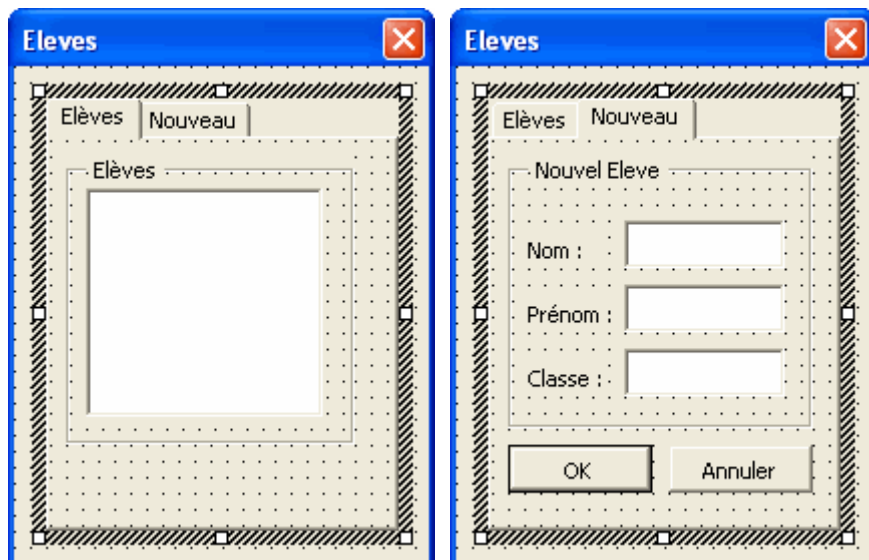 Eleves
Elèves Nouveau
Elèves
Eleves
Elèves Nouveau
Nouvel Eleve
Nom :
Prénom :
Classe :
OK Annuler